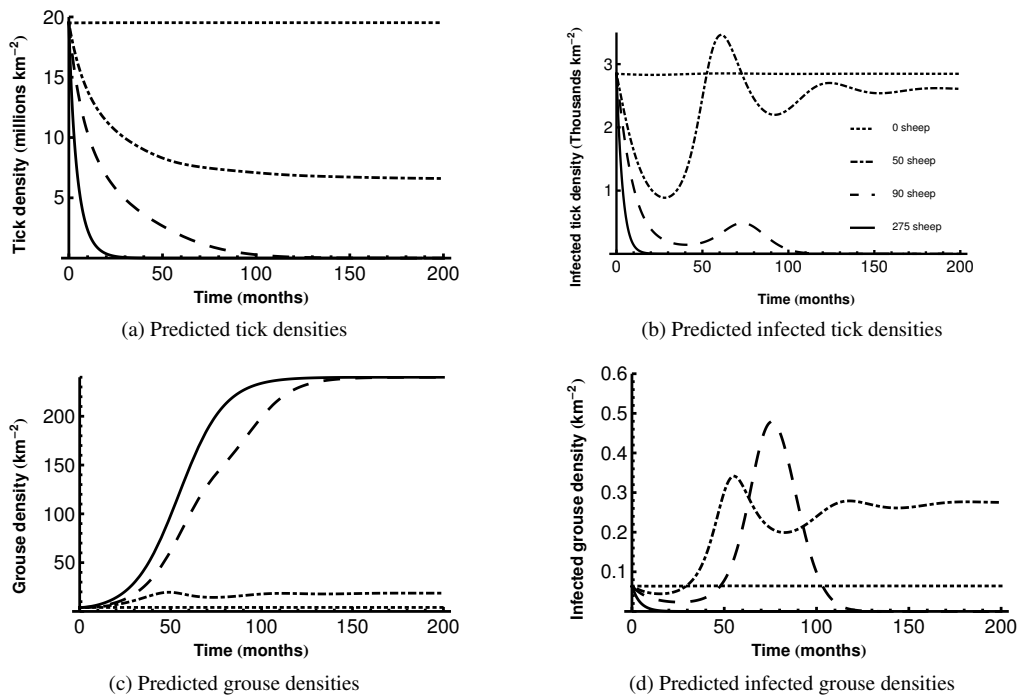 20
15
10
5
0
50
100
150
200
Tick density (millions km⁻²)
Time (months)
(a) Predicted tick densities
3
2
1
0
50
100
150
200
Infected tick density (Thousands km⁻²)
0 sheep
50 sheep
90 sheep
275 sheep
Time (months)
(b) Predicted infected tick densities
200
150
100
50
0
50
100
150
200
Grouse density (km⁻²)
Time (months)
(c) Predicted grouse densities
0.6
0.5
0.4
0.3
0.2
0.1
0
50
100
150
200
Infected grouse density (km⁻²)
Time (months)
(d) Predicted infected grouse densities